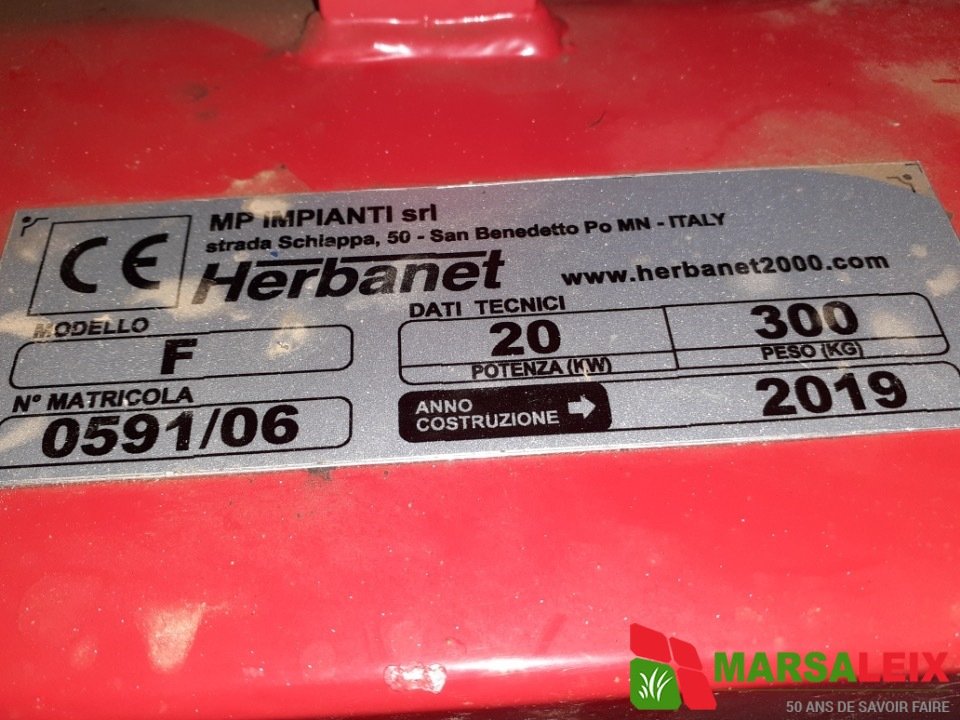 CE
MP IMPIANTI srl
strada Schiappa, 50 - San Benedetto Po MN - ITALY
Herbanet
www.herbanet2000.com
MODELLO
F
DATI TECNICI
20
POTENZA (KW)
300
PESO (KG)
Nº MATRICOLA
0591/06
ANNO
COSTRUZIONE
2019
MARSALEIX
50 ANS DE SAVOIR FAIRE